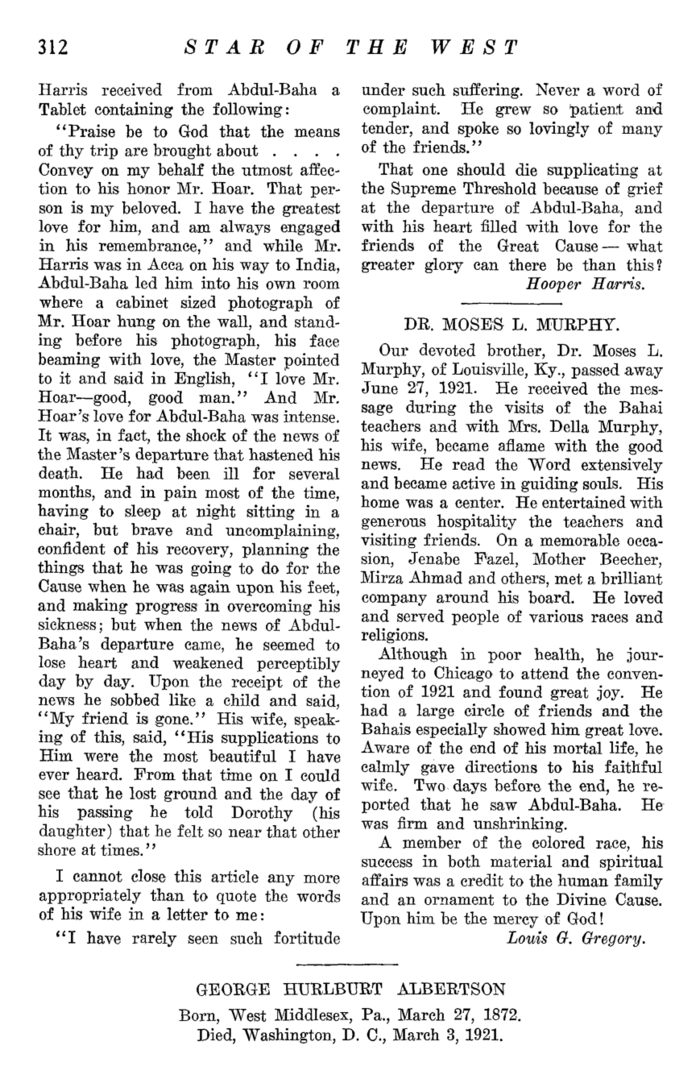 312 STAR OF THE WEST
Harris received from Abdul-Baha a
Tablet containing the following:
"Praise be to God that the means
of thy trip are brought about . . . .
Convey on my behalf the utmost affec-
tion to his honor Mr. Hoar. That per-
son is my beloved. I have the greatest
love for him, and am always engaged
in his remembrance," and while Mr.
Harris was in Acca on his way to India,
Abdul-Baha led him into his own room
where a cabinet sized photograph of
Mr. Hoar hung on the wall, and stand-
ing before his photograph, his face
beaming with love, the Master pointed
to it and said in English, "I love Mr.
Hoar—good, good man." And Mr.
Hoar's love for Abdul-Baha was intense.
It was, in fact, the shock of the news of
the Master's departure that hastened his
death. He had been ill for several
months, and in pain most of the time,
having to sleep at night sitting in a
chair, but brave and uncomplaining,
confident of his recovery, planning the
things that he was going to do for the
Cause when he was again upon his feet,
and making progress in overcoming his
sickness; but when the news of Abdul-
Baha's departure came, he seemed to
lose heart and weakened perceptibly
day by day. Upon the receipt of the
news he sobbed like a child and said,
"My friend is gone." His wife, speak-
ing of this, said, "His supplications to
Him were the most beautiful I have
ever heard. From that time on I could
see that he lost ground and the day of
his passing he told Dorothy (his
daughter) that he felt so near that other
shore at times."
I cannot close this article any more
appropriately than to quote the words
of his wife in a letter to me:
"I have rarely seen such fortitude
under such suffering. Never a word of
complaint. He grew so patient and
tender, and spoke so lovingly of many
of the friends."
That one should die supplicating at
the Supreme Threshold because of grief
at the departure of Abdul-Baha, and
with his heart filled with love for the
friends of the Great Cause — what
greater glory can there be than this?
Hooper Harris.
DR. MOSES L. MURPHY.
Our devoted brother, Dr. Moses L.
Murphy, of Louisville, Ky., passed away
June 27, 1921. He received the mes-
sage during the visits of the Bahai
teachers and with Mrs. Della Murphy,
his wife, became aflame with the good
news. He read the Word extensively
and became active in guiding souls. His
home was a center. He entertained with
generous hospitality the teachers and
visiting friends. On a memorable occa-
sion, Jenabe Fazel, Mother Beecher,
Mirza Ahmad and others, met a brilliant
company around his board. He loved
and served people of various races and
religions.
Although in poor health, he jour-
neyed to Chicago to attend the conven-
tion of 1921 and found great joy. He
had a large circle of friends and the
Bahais especially showed him great love.
Aware of the end of his mortal life, he
calmly gave directions to his faithful
wife. Two days before the end, he re-
ported that he saw Abdul-Baha. He
was firm and unshrinking.
A member of the colored race, his
success in both material and spiritual
affairs was a credit to the human family
and an ornament to the Divine Cause.
Upon him be the mercy of God!
Louis G. Gregory.
GEORGE HURLBURT ALBERTSON
Born, West Middlesex, Pa., March 27, 1872.
Died, Washington, D. C., March 3, 1921.